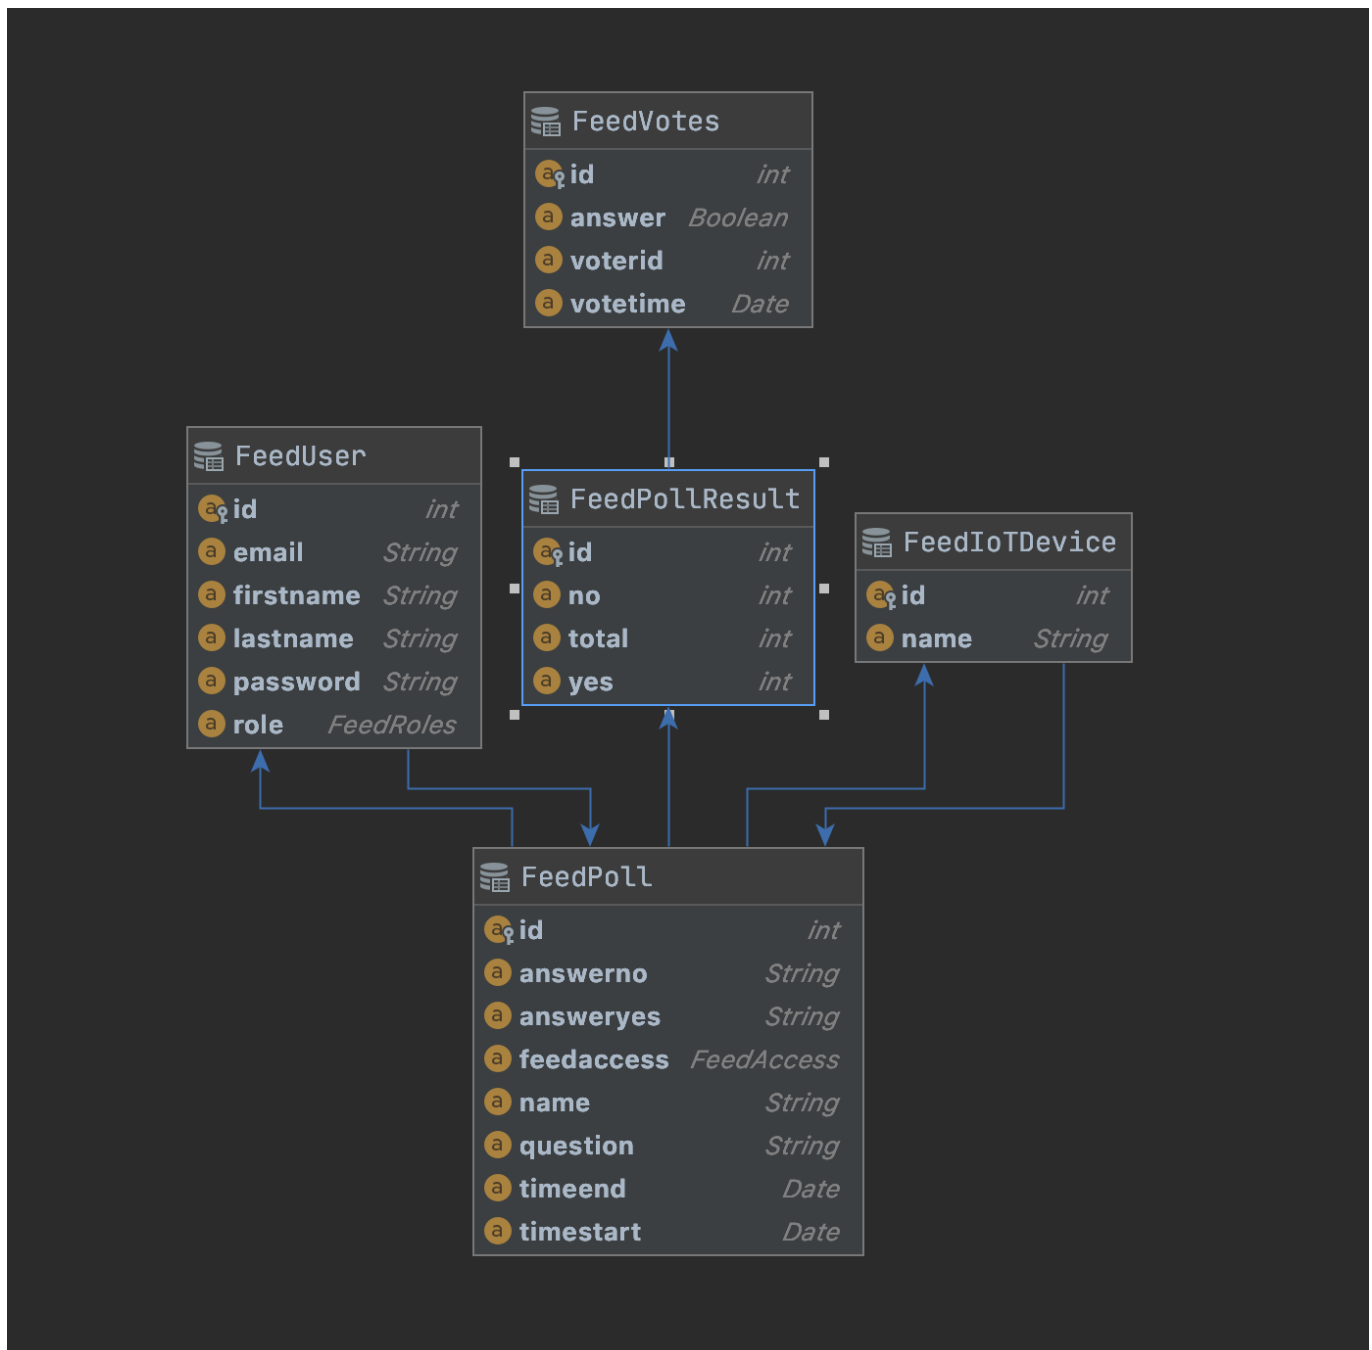 FeedVotes
id int
answer Boolean
voterid int
votetime Date
FeedUser
id int
email String
firstname String
lastname String
password String
role FeedRoles
FeedPollResult
id int
no int
total int
yes int
FeedIoTDevice
id int
name String
FeedPoll
id int
answerno String
answeryes String
feedaccess FeedAccess
name String
question String
timeend Date
timestart Date